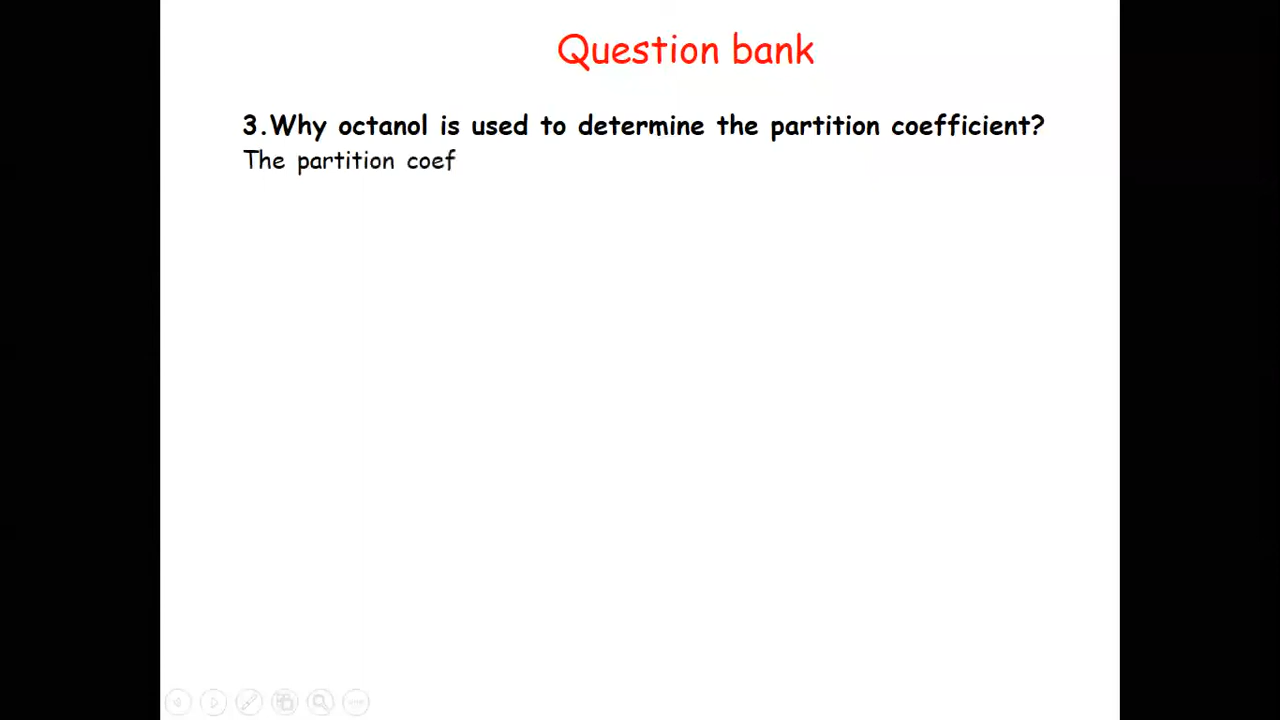 Question bank
3.Why octanol is used to determine the partition coefficient?
The partition coef